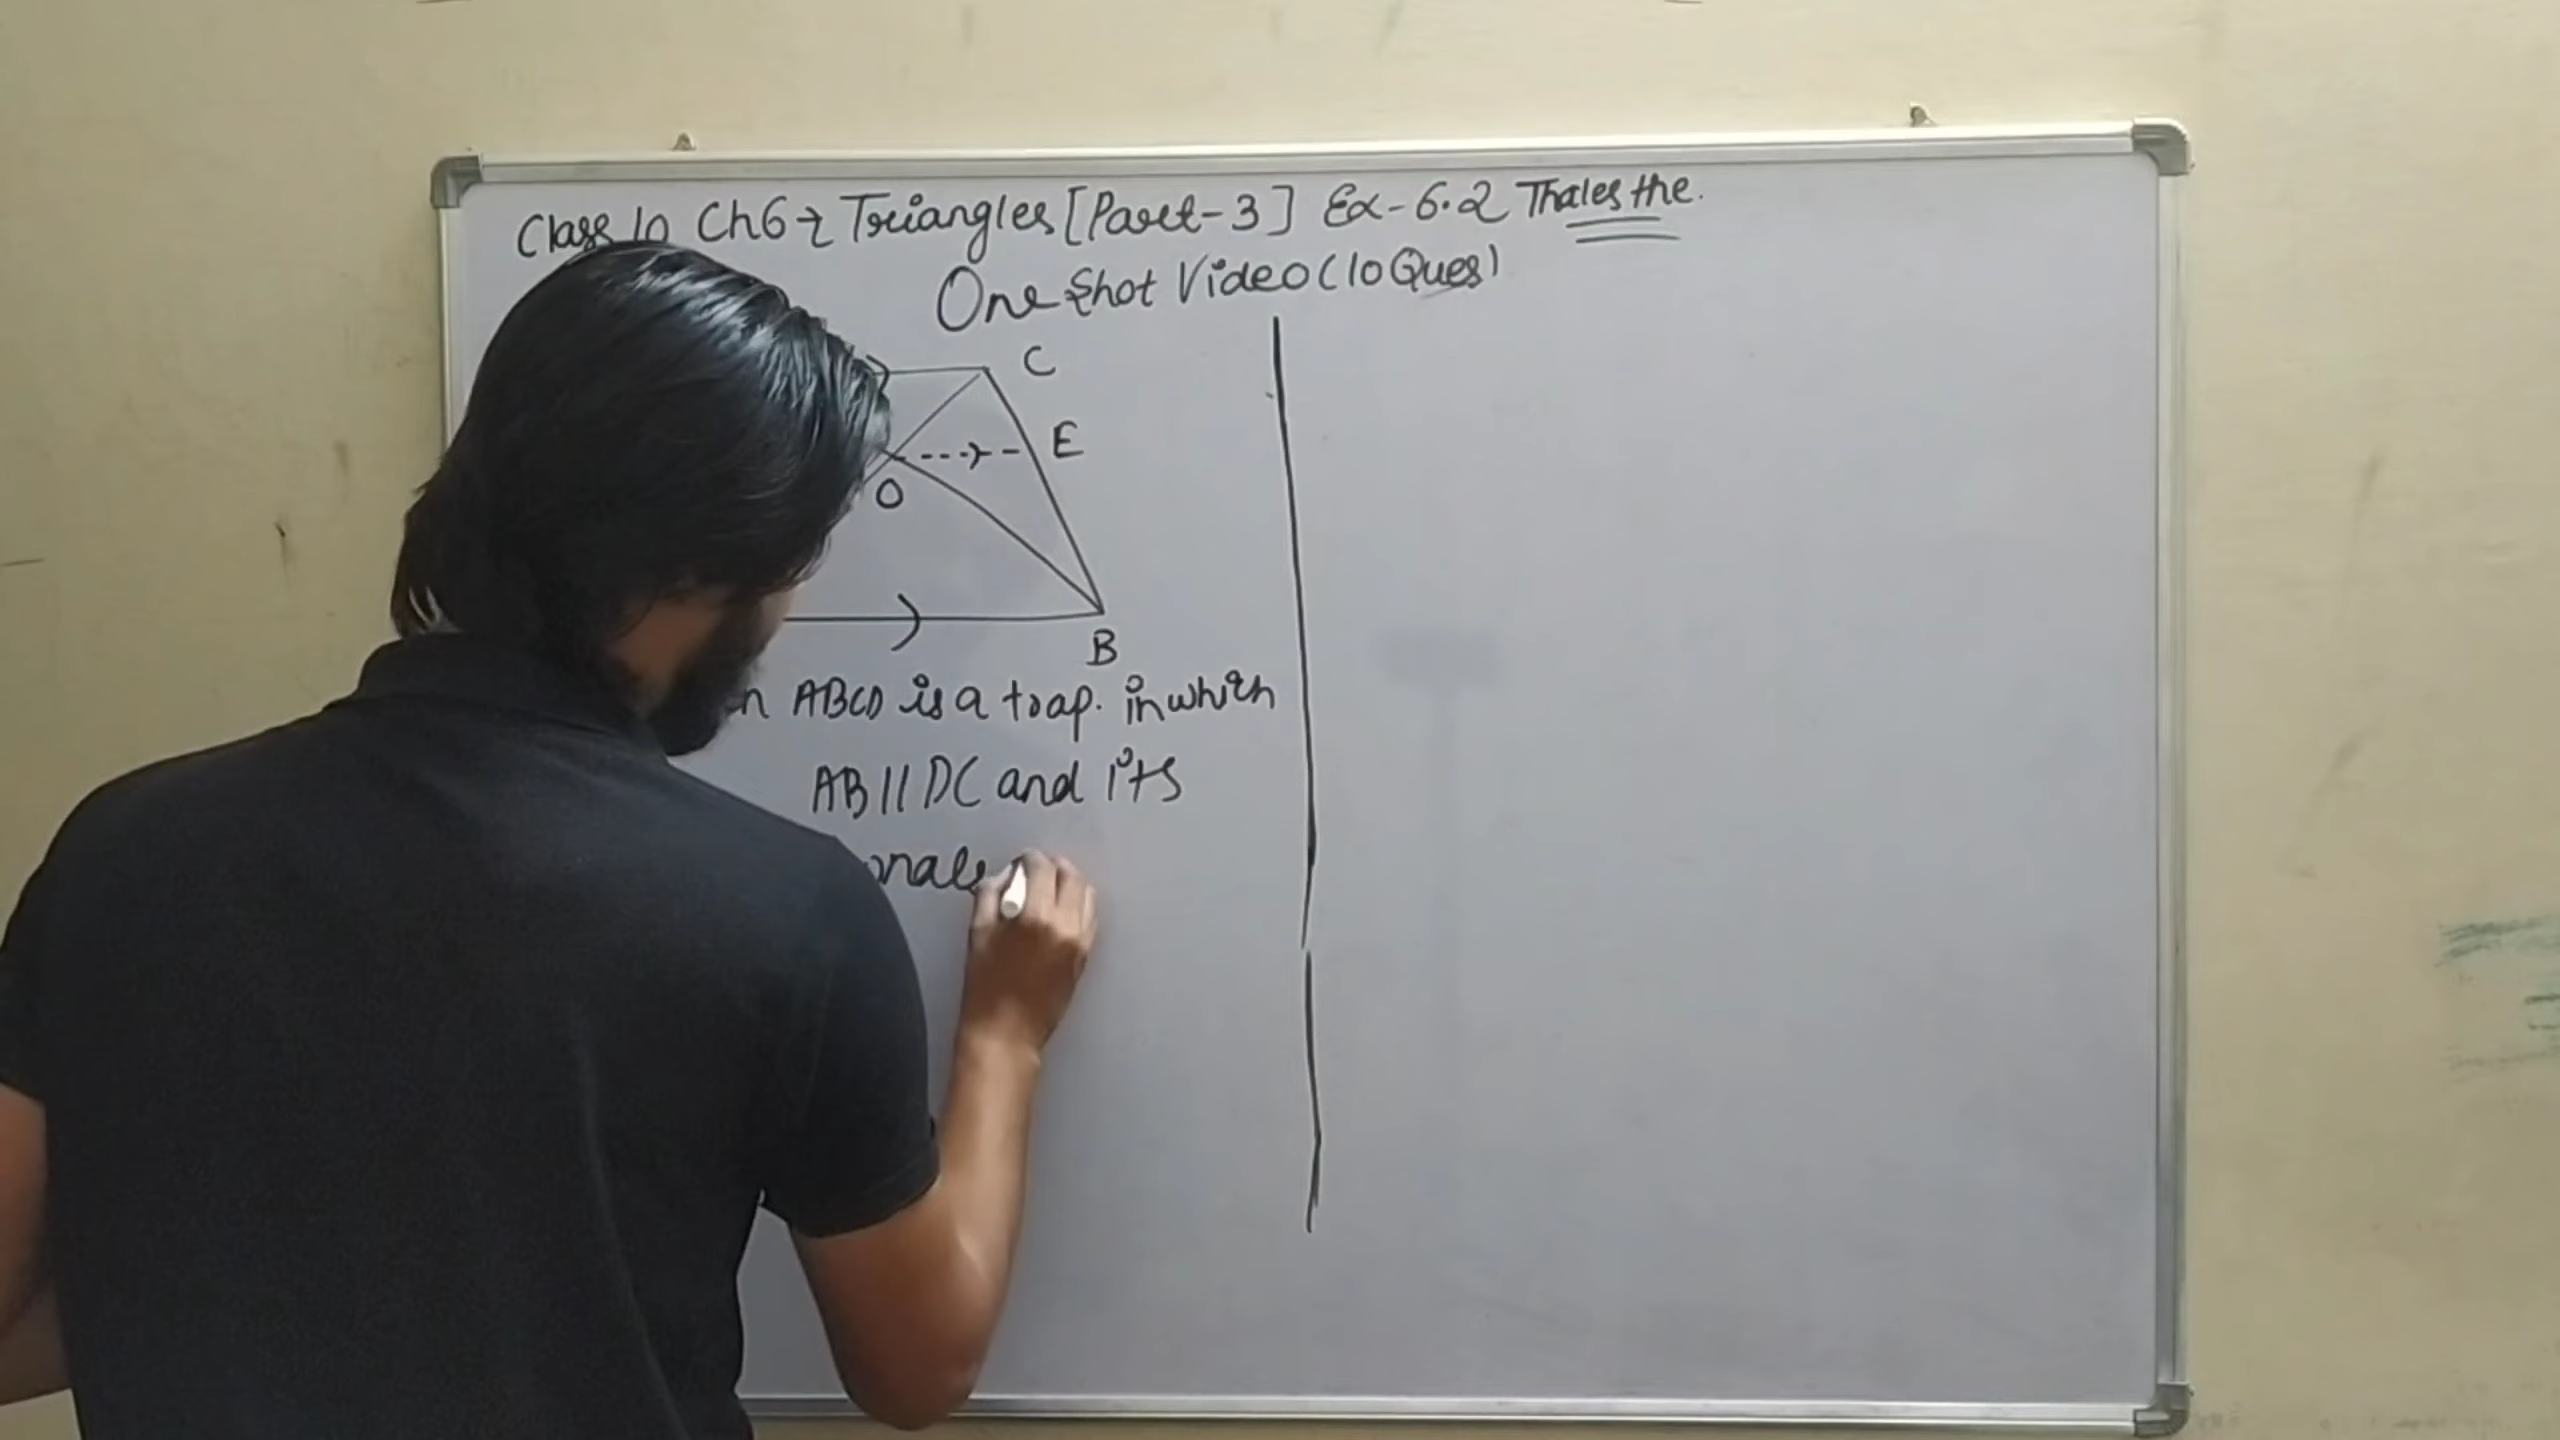 Class 10 Ch6 → Triangles [Part-3] Ex-6.2 Thales the.
One Shot Video (10 Ques)
C
E
O
B
ABCD is a trap. in which
AB || DC and its